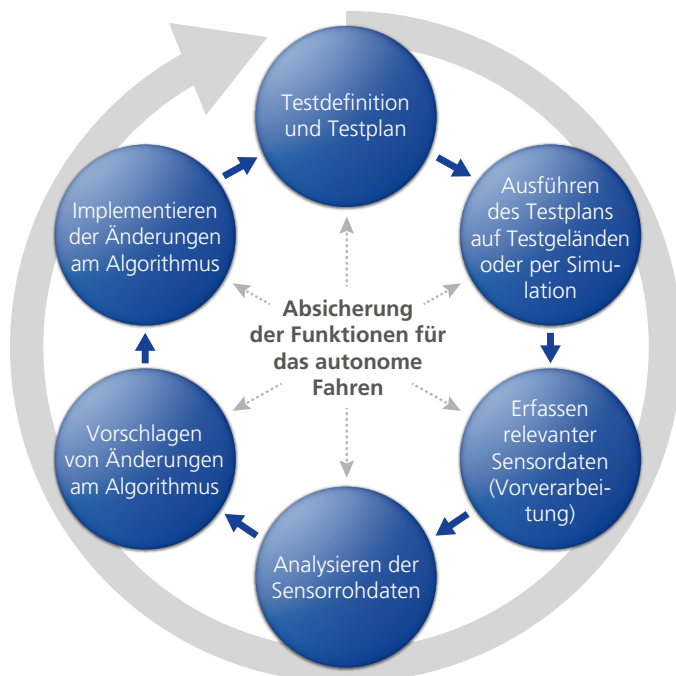 Testdefinition
und Testplan
Ausführen
des Testplans
auf Testgeländen
oder per Simu-
lation
Erfassen
relevanter
Sensordaten
(Vorverarbei-
tung)
Analysieren der
Sensorrohdaten
Vorschlagen
von Änderungen
am Algorithmus
Implementieren
der Änderungen
am Algorithmus
Absicherung
der Funktionen für
das autonome
Fahren